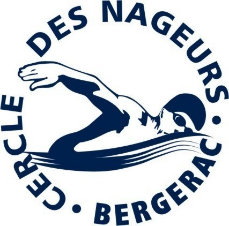 CERCLE DES NAGEURS • BERGERAC •